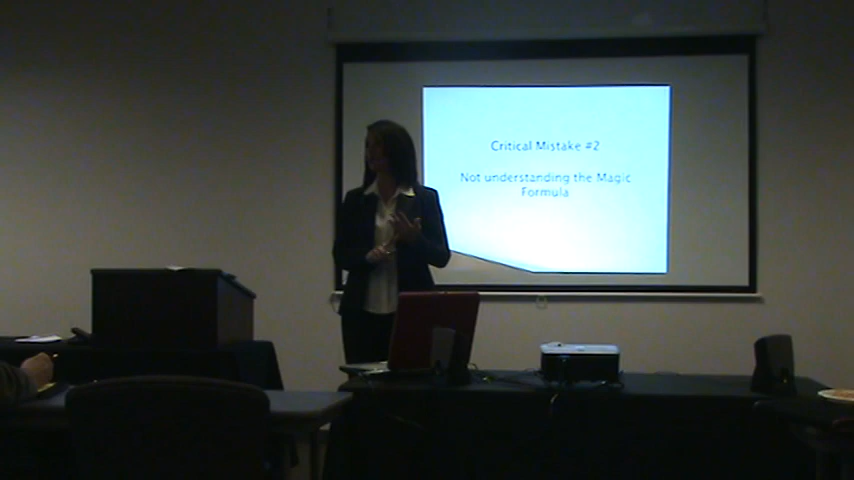 Critical Mistake #2
Not understanding the Magic
Formula